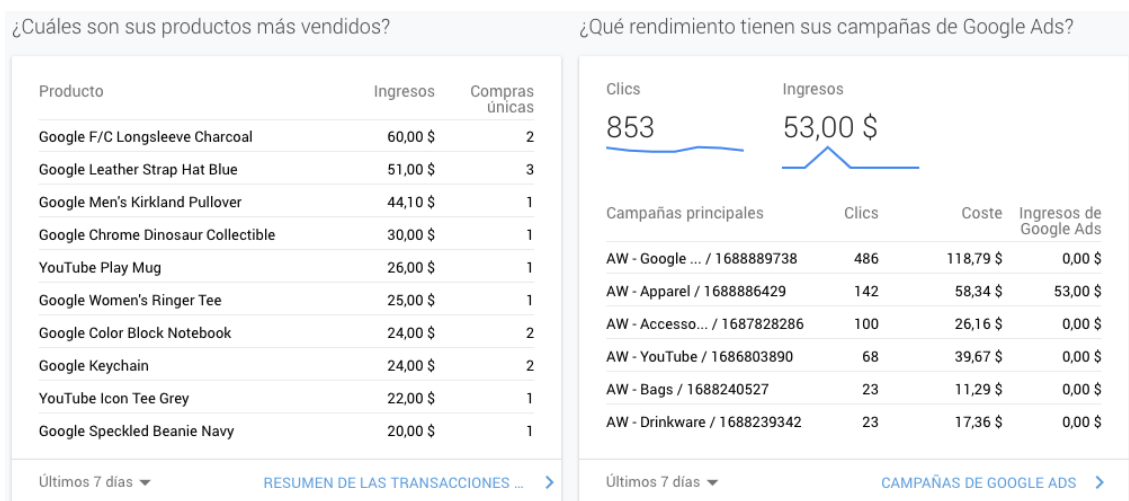 ¿Cuáles son sus productos más vendidos?
Producto Ingresos Compras únicas
Google F/C Longsleeve Charcoal 60,00 $ 2
Google Leather Strap Hat Blue 51,00 $ 3
Google Men's Kirkland Pullover 44,10 $ 1
Google Chrome Dinosaur Collectible 30,00 $ 1
YouTube Play Mug 26,00 $ 1
Google Women's Ringer Tee 25,00 $ 1
Google Color Block Notebook 24,00 $ 2
Google Keychain 24,00 $ 2
YouTube Icon Tee Grey 22,00 $ 1
Google Speckled Beanie Navy 20,00 $ 1
Últimos 7 días RESUMEN DE LAS TRANSACCIONES ...
¿Qué rendimiento tienen sus campañas de Google Ads?
Clics Ingresos
853 53,00 $
Campañas principales Clics Coste Ingresos de Google Ads
AW - Google ... / 1688889738 486 118,79 $ 0,00 $
AW - Apparel / 1688886429 142 58,34 $ 53,00 $
AW - Accesso... / 1687828286 100 26,16 $ 0,00 $
AW - YouTube / 1686803890 68 39,67 $ 0,00 $
AW - Bags / 1688240527 23 11,29 $ 0,00 $
AW - Drinkware / 1688239342 23 17,36 $ 0,00 $
Últimos 7 días CAMPAÑAS DE GOOGLE ADS